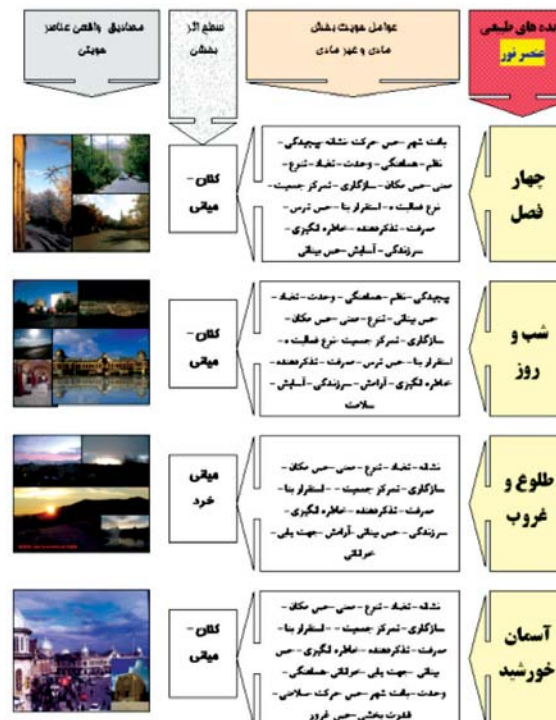 پدیده های طبیعی
عنصر نور
عوامل هویت بخش
مادی و غیر مادی
سطح اثر
بخشی
مصادیق واقعی عناصر
هویتی
چهار
فصل
بافت شهر-حس حرکت-نشانه-پیچیدگی-
نظم-هماهنگی-وحدت-تضاد-تنوع-
معنی-حس مکان-سازگاری-تمرکز جمعیت-
نوع فعالیت ه-استقرار بنا-حس ترس-
معرفت-تذکردهنده-خاطره انگیزی-
سرزندگی-آسایش-حس بینائی
کلان-
میانی
شب و
روز
پیچیدگی-نظم-هماهنگی-وحدت-تضاد-
حس بینائی-تنوع-معنی-حس مکان-
سازگاری-تمرکز جمعیت-نوع فعالیت ه-
استقرار بنا-حس ترس-معرفت-تذکردهنده-
خاطره انگیزی-آرامش-سرزندگی-آسایش-
سلامت
کلان-
میانی
طلوع و
غروب
نشانه-تضاد-تنوع-معنی-حس مکان-
سازگاری-تمرکز جمعیت--استقرار بنا-
معرفت-تذکردهنده-خاطره انگیزی-
سرزندگی--حس بینائی-آرامش-جهت یابی-
خوانائی
میانی
خرد
آسمان
خورشید
نشانه-تضاد-تنوع-معنی-حس مکان-
سازگاری-تمرکز جمعیت--استقرار بنا-
معرفت-تذکردهنده-خاطره انگیزی-حس
بینائی-جهت یابی-خوانائی-هماهنگی-
وحدت-بافت شهر-حس حرکت-سلامتی-
قدرت بخشی-حس غرور
کلان-
میانی